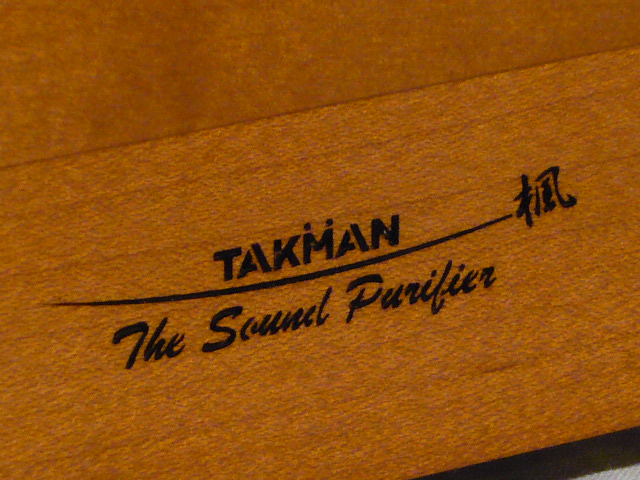 TAKMAN 楓
The Sound Purifier